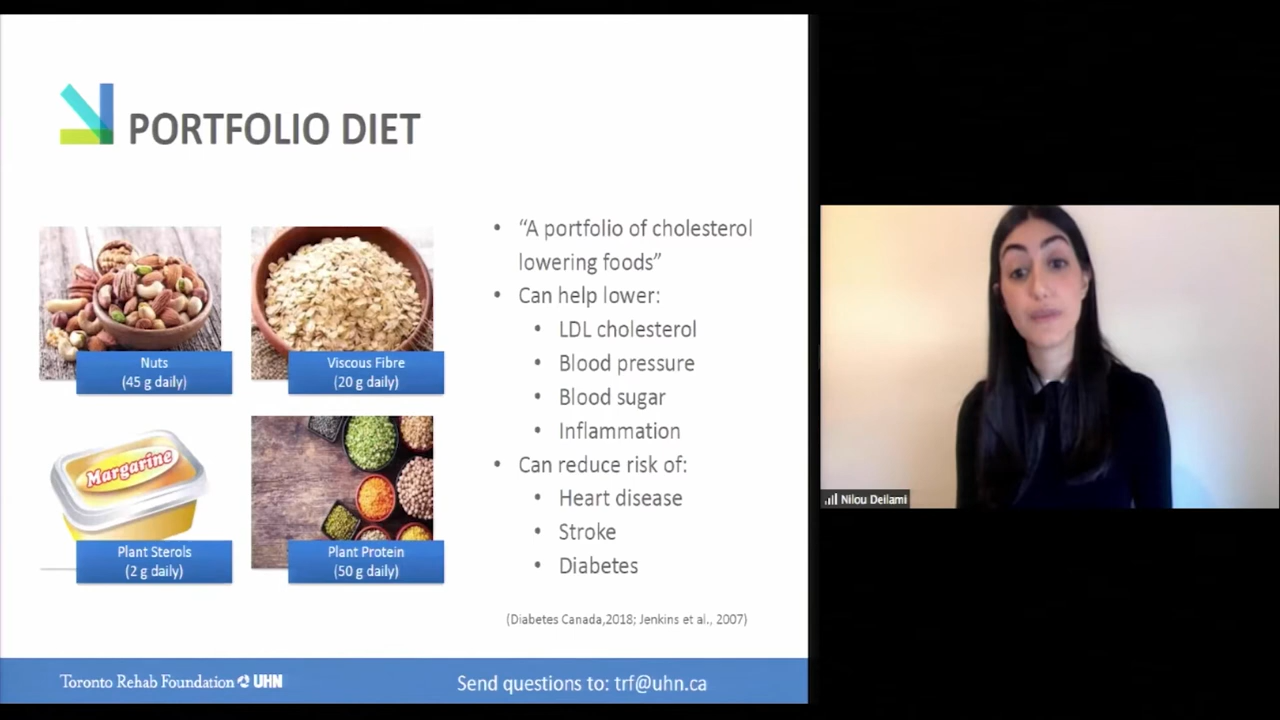 PORTFOLIO DIET
Nuts
(45 g daily)
Viscous Fibre
(20 g daily)
Margarine
Plant Sterols
(2 g daily)
Plant Protein
(50 g daily)
• “A portfolio of cholesterol
lowering foods”
• Can help lower:
• LDL cholesterol
• Blood pressure
• Blood sugar
• Inflammation
• Can reduce risk of:
• Heart disease
• Stroke
• Diabetes
(Diabetes Canada,2018; Jenkins et al., 2007)
Toronto Rehab Foundation UHN
Send questions to: trf@uhn.ca
Nilou Deilami